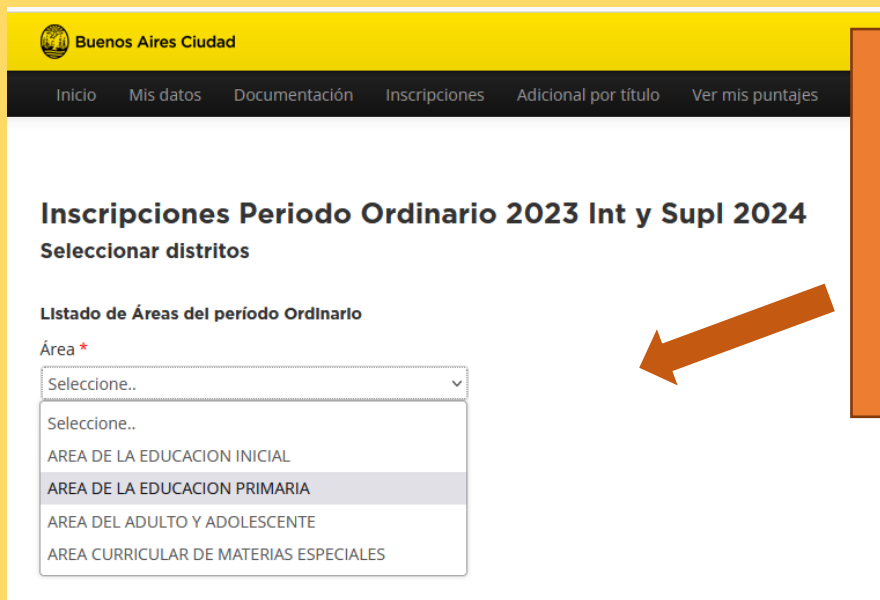 Buenos Aires Ciudad
Inicio Mis datos Documentación Inscripciones Adicional por título Ver mis puntajes
Inscripciones Periodo Ordinario 2023 Int y Supl 2024
Seleccionar distritos
Listado de Áreas del período Ordinario
Área *
Seleccione..
Seleccione..
AREA DE LA EDUCACION INICIAL
AREA DE LA EDUCACION PRIMARIA
AREA DEL ADULTO Y ADOLESCENTE
AREA CURRICULAR DE MATERIAS ESPECIALES